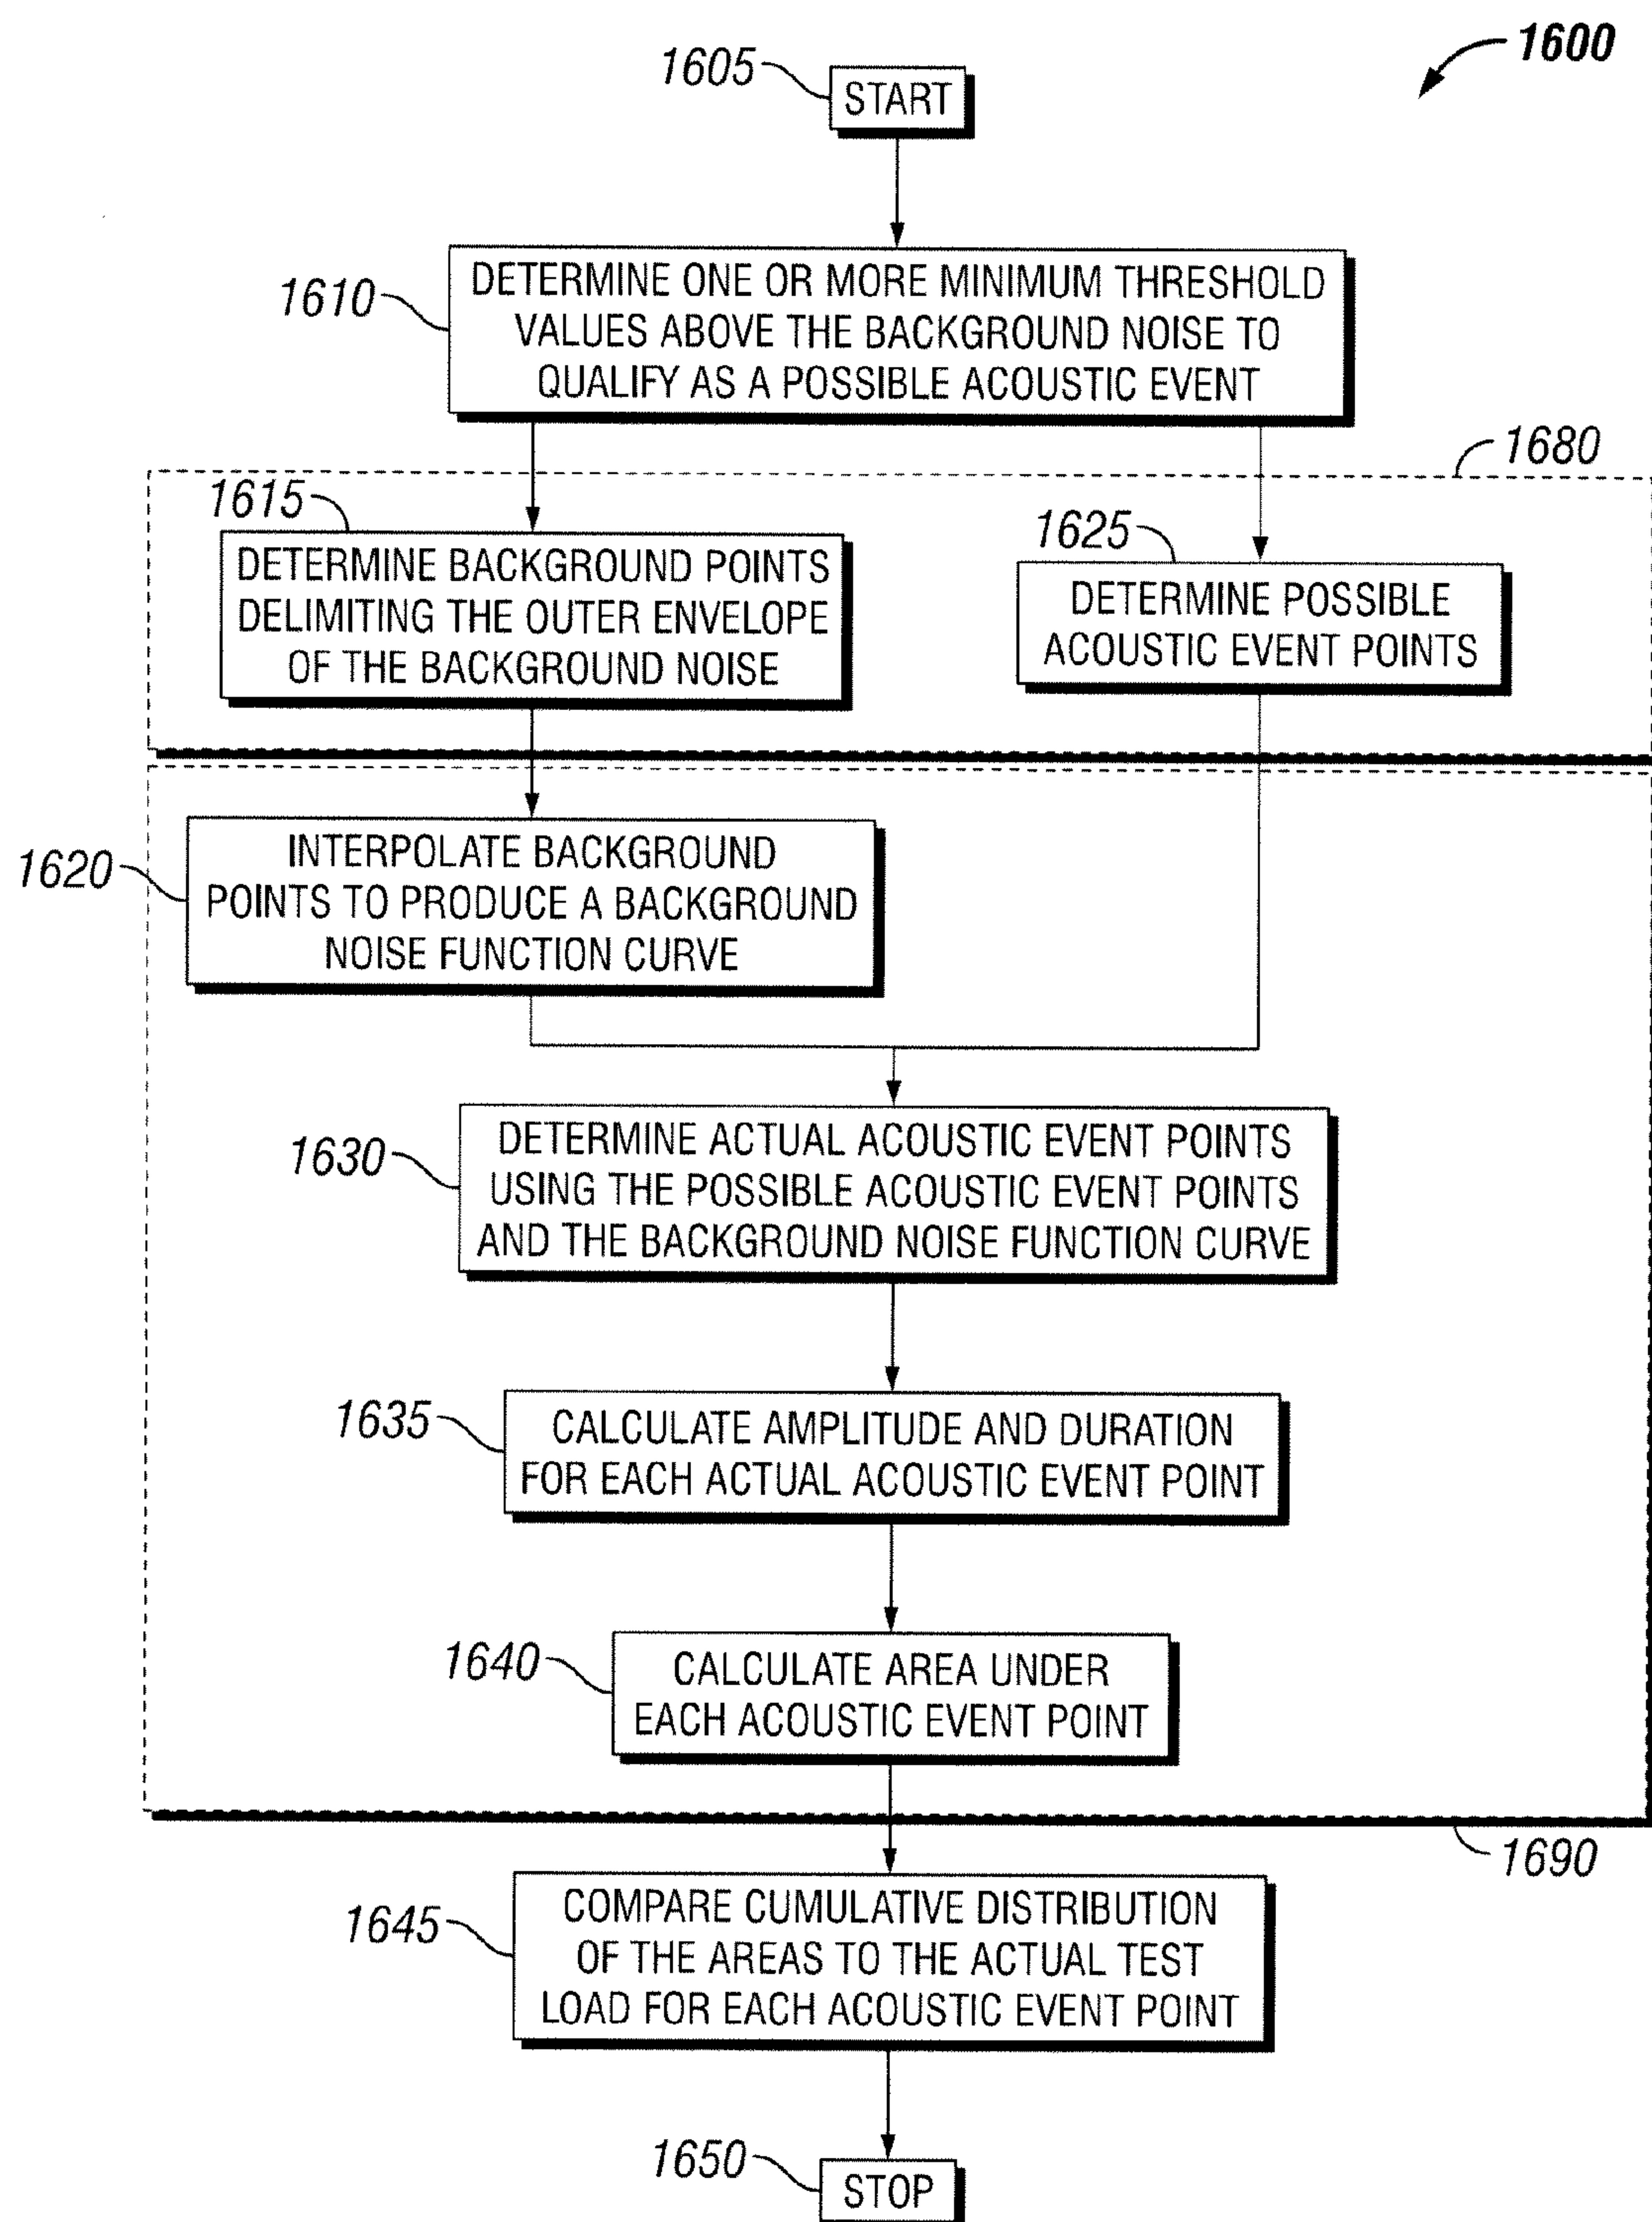 1600
1605
START
1610
DETERMINE ONE OR MORE MINIMUM THRESHOLD
VALUES ABOVE THE BACKGROUND NOISE TO
QUALIFY AS A POSSIBLE ACOUSTIC EVENT
1680
1615
DETERMINE BACKGROUND POINTS
DELIMITING THE OUTER ENVELOPE
OF THE BACKGROUND NOISE
1625
DETERMINE POSSIBLE
ACOUSTIC EVENT POINTS
1620
INTERPOLATE BACKGROUND
POINTS TO PRODUCE A BACKGROUND
NOISE FUNCTION CURVE
1630
DETERMINE ACTUAL ACOUSTIC EVENT POINTS
USING THE POSSIBLE ACOUSTIC EVENT POINTS
AND THE BACKGROUND NOISE FUNCTION CURVE
1635
CALCULATE AMPLITUDE AND DURATION
FOR EACH ACTUAL ACOUSTIC EVENT POINT
1640
CALCULATE AREA UNDER
EACH ACOUSTIC EVENT POINT
1690
1645
COMPARE CUMULATIVE DISTRIBUTION
OF THE AREAS TO THE ACTUAL TEST
LOAD FOR EACH ACOUSTIC EVENT POINT
1650
STOP